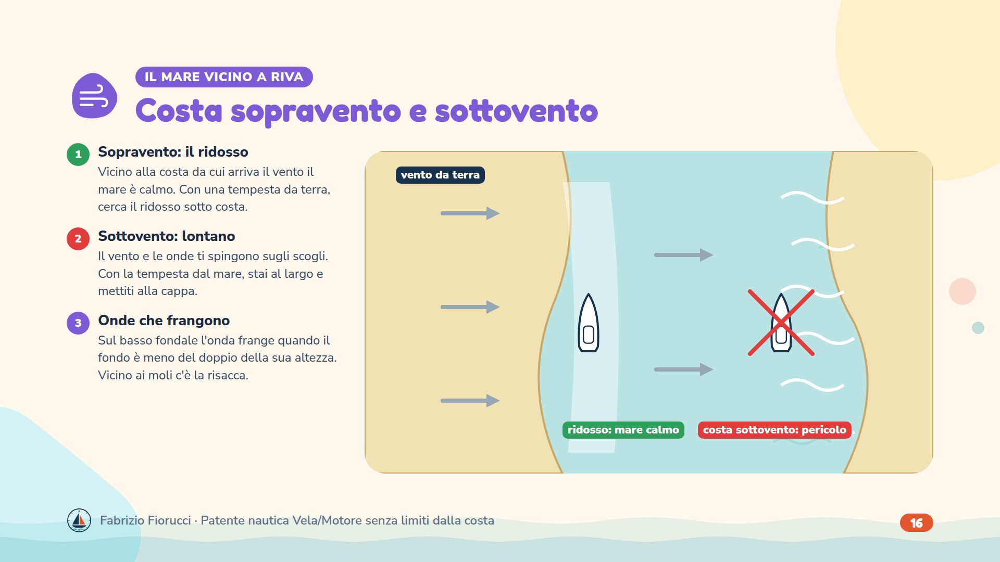 IL MARE VICINO A RIVA
Costa sopravento e sottovento
1
Sopravento: il ridosso
Vicino alla costa da cui arriva il vento il
mare è calmo. Con una tempesta da terra,
cerca il ridosso sotto costa.
2
Sottovento: lontano
Il vento e le onde ti spingono sugli scogli.
Con la tempesta dal mare, stai al largo e
mettiti alla cappa.
3
Onde che frangono
Sul basso fondale l'onda frange quando il
fondo è meno del doppio della sua altezza.
Vicino ai moli c'è la risacca.
vento da terra
ridosso: mare calmo
costa sottovento: pericolo
Fabrizio Fiorucci · Patente nautica Vela/Motore senza limiti dalla costa
16